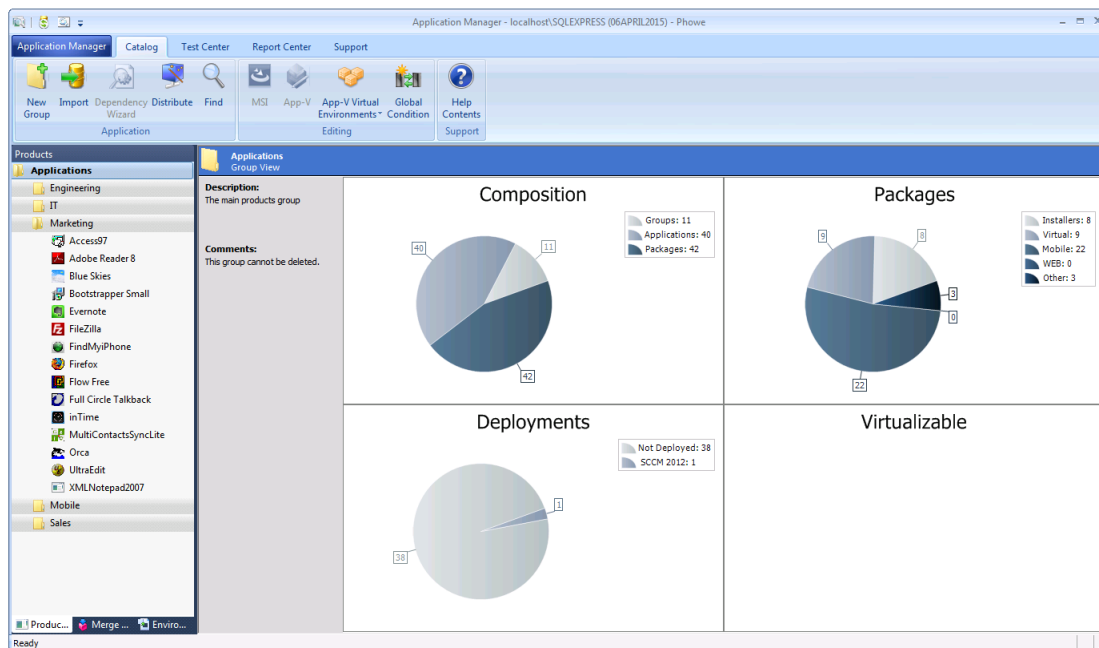 Application Manager - localhost\SQLEXPRESS (06APRIL2015) - Phowe
Application Manager
Catalog
Test Center
Report Center
Support
New Group
Import
Dependency Wizard
Distribute
Find
MSI
App-V
App-V Virtual Environments
Global Condition
Help Contents
Application
Editing
Support
Products
Applications
Engineering
IT
Marketing
Access97
Adobe Reader 8
Blue Skies
Bootstrapper Small
Evernote
FileZilla
FindMyiPhone
Firefox
Flow Free
Full Circle Talkback
inTime
MultiContactsSyncLite
Orca
UltraEdit
XMLNotepad2007
Mobile
Sales
Produc...
Merge ...
Enviro...
Applications
Group View
Description:
The main products group
Comments:
This group cannot be deleted.
Composition
Groups: 11
Applications: 40
Packages: 42
40
11
42
Packages
Installers: 8
Virtual: 9
Mobile: 22
WEB: 0
Other: 3
9
8
3
0
22
Deployments
Not Deployed: 38
SCCM 2012: 1
1
38
Virtualizable
Ready